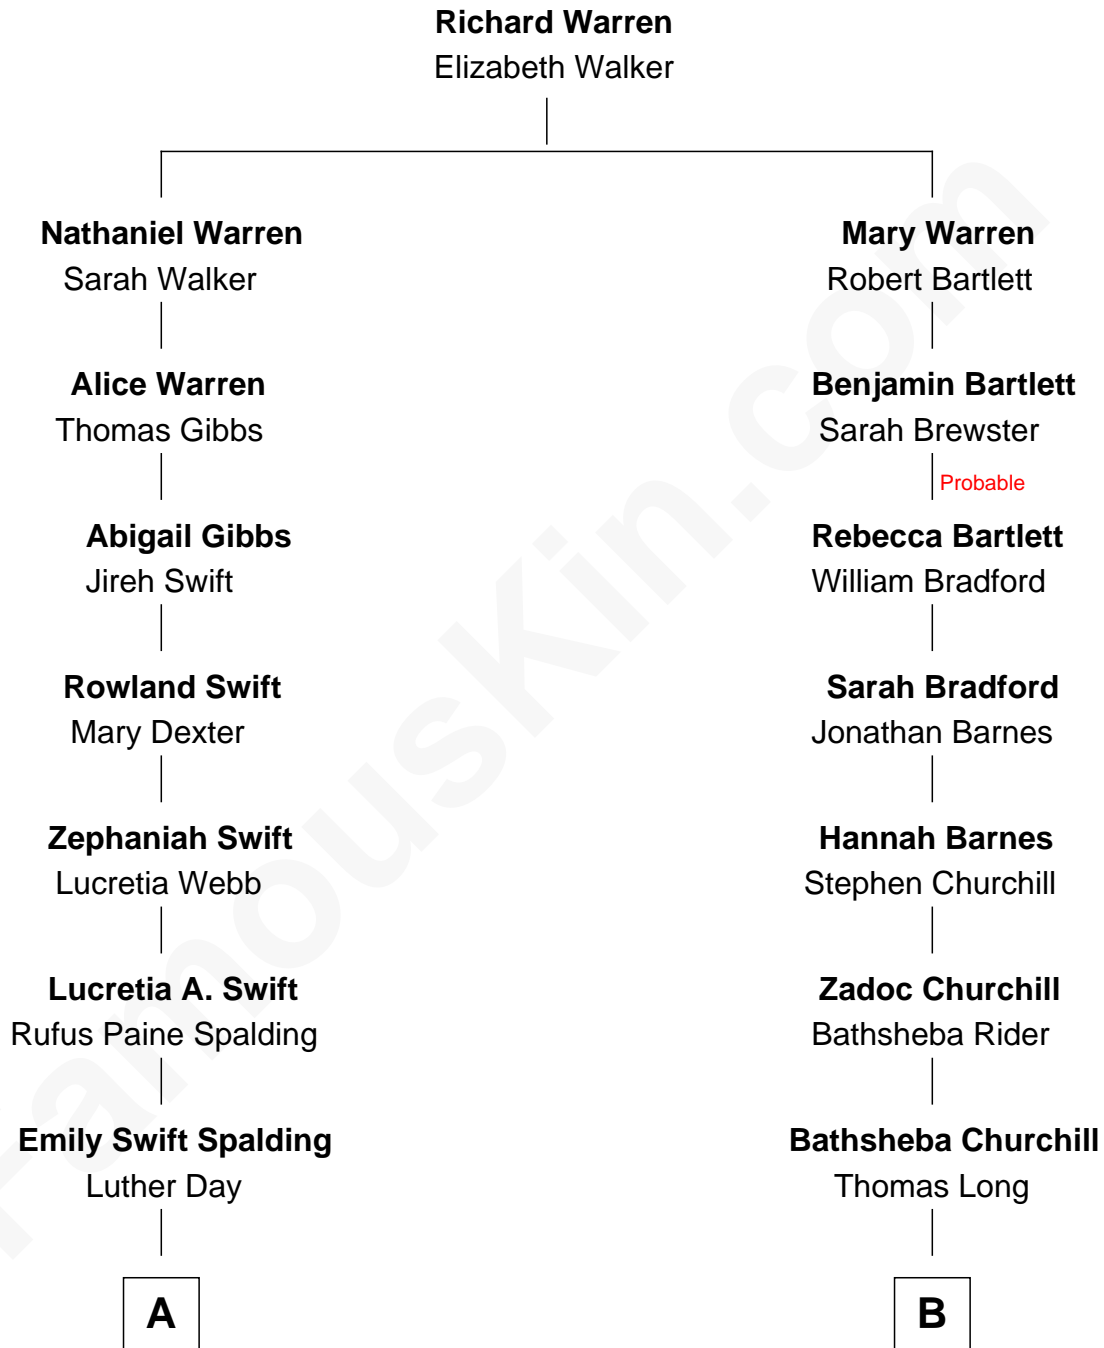 Richard Warren
Elizabeth Walker
Nathaniel Warren
Sarah Walker
Mary Warren
Robert Bartlett
Alice Warren
Thomas Gibbs
Benjamin Bartlett
Sarah Brewster
Probable
Abigail Gibbs
Jireh Swift
Rebecca Bartlett
William Bradford
Rowland Swift
Mary Dexter
Sarah Bradford
Jonathan Barnes
Zephaniah Swift
Lucretia Webb
Hannah Barnes
Stephen Churchill
Lucretia A. Swift
Rufus Paine Spalding
Zadoc Churchill
Bathsheba Rider
Emily Swift Spalding
Luther Day
Bathsheba Churchill
Thomas Long
A
B
FamousKin.com